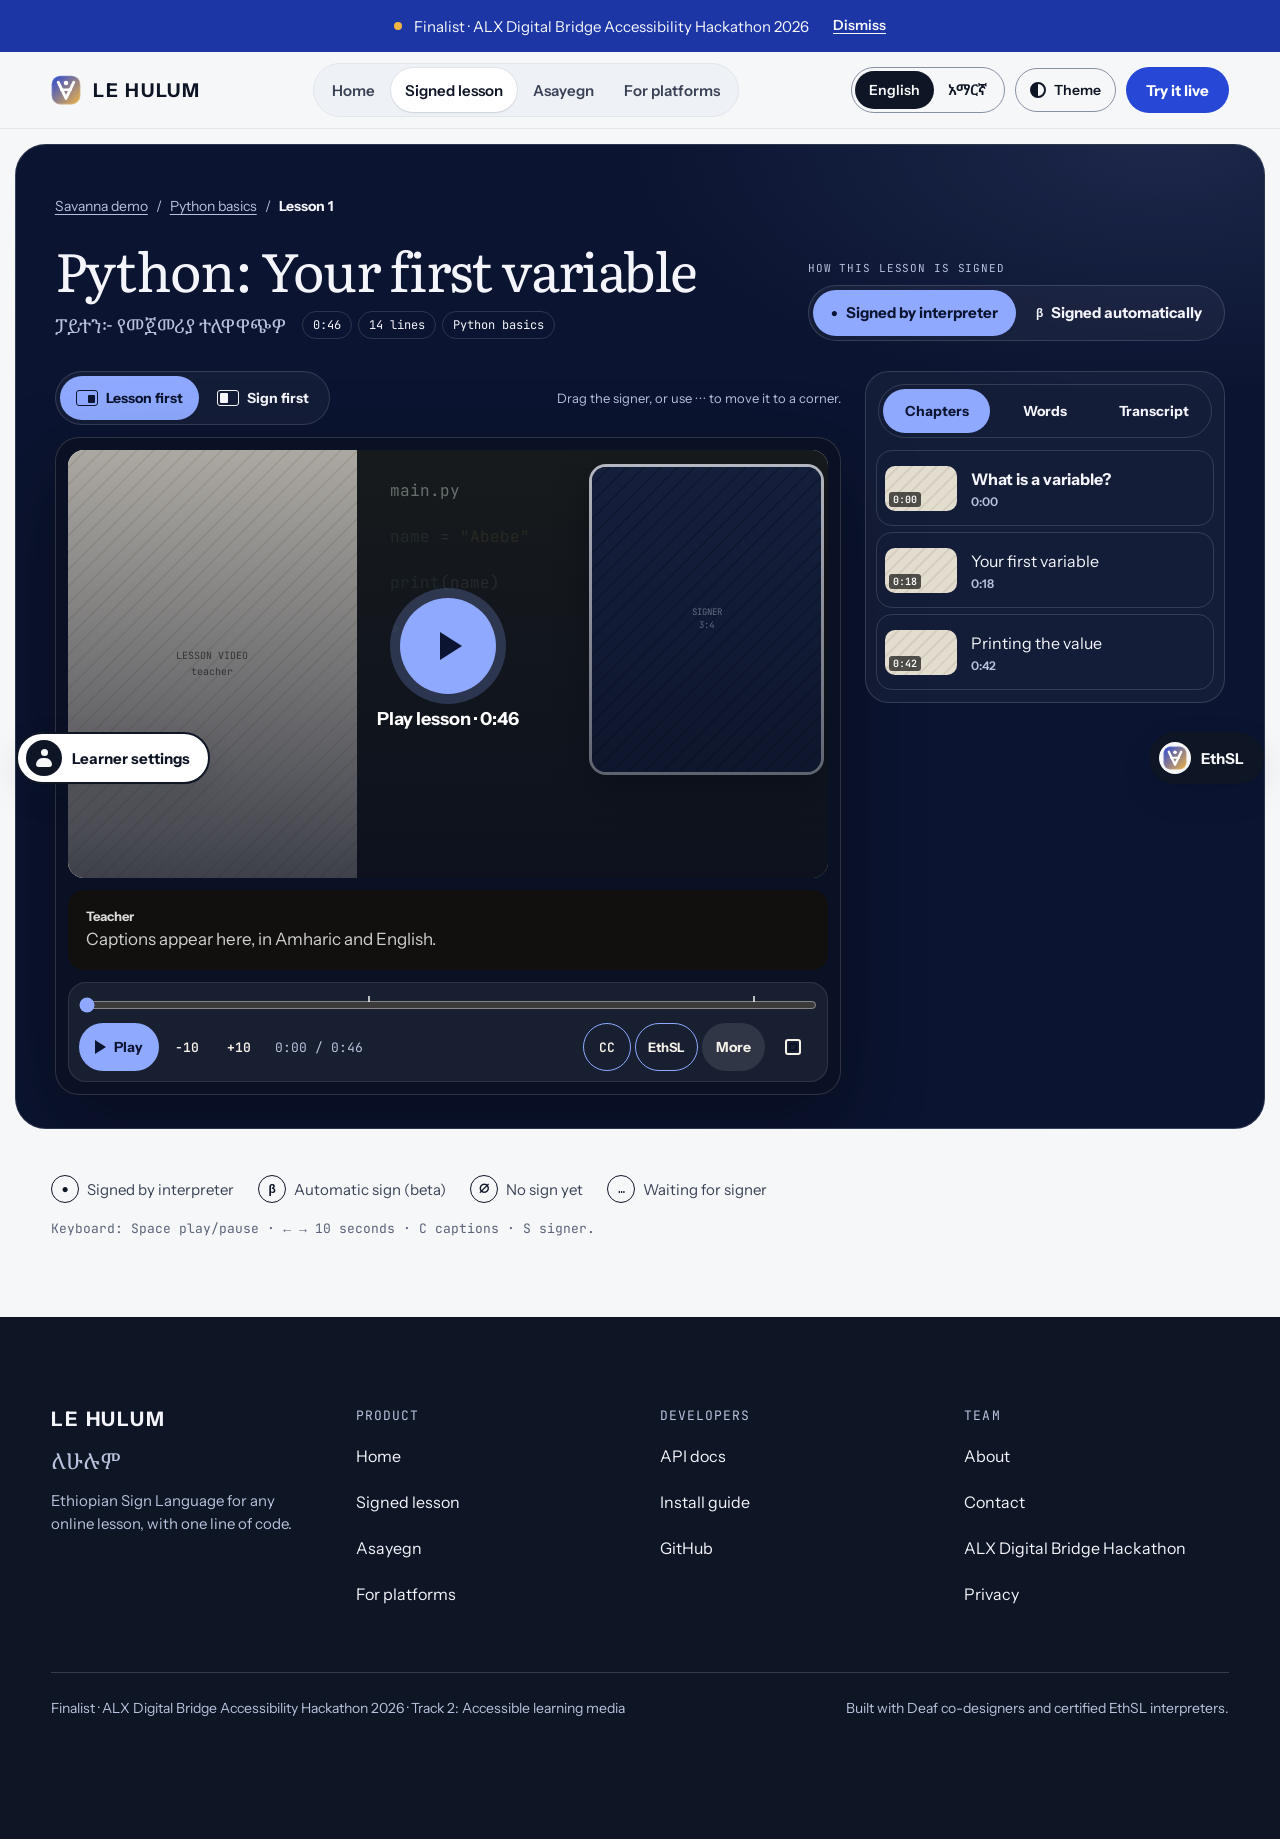 Finalist · ALX Digital Bridge Accessibility Hackathon 2026 Dismiss
LE HULUM
Home Signed lesson Asayegn For platforms
English አማርኛ
Theme
Try it live
Savanna demo / Python basics / Lesson 1
Python: Your first variable
ፓይተን፦ የመጀመሪያ ተለዋዋጭዎ
0:46 14 lines Python basics
HOW THIS LESSON IS SIGNED
Signed by interpreter β Signed automatically
Lesson first Sign first
Drag the signer, or use ··· to move it to a corner.
main.py
name = "Abebe"
print(name)
LESSON VIDEO
teacher
SIGNER
3:4
Play lesson · 0:46
Chapters Words Transcript
0:00 What is a variable?
0:00
0:18 Your first variable
0:18
0:42 Printing the value
0:42
Learner settings
EthSL
Teacher
Captions appear here, in Amharic and English.
Play -10 +10 0:00 / 0:46 CC EthSL More
Signed by interpreter β Automatic sign (beta) Ø No sign yet … Waiting for signer
Keyboard: Space play/pause · ← → 10 seconds · C captions · S signer.
LE HULUM
ለሁሉም
Ethiopian Sign Language for any
online lesson, with one line of code.
PRODUCT
Home
Signed lesson
Asayegn
For platforms
DEVELOPERS
API docs
Install guide
GitHub
TEAM
About
Contact
ALX Digital Bridge Hackathon
Privacy
Finalist · ALX Digital Bridge Accessibility Hackathon 2026 · Track 2: Accessible learning media
Built with Deaf co-designers and certified EthSL interpreters.